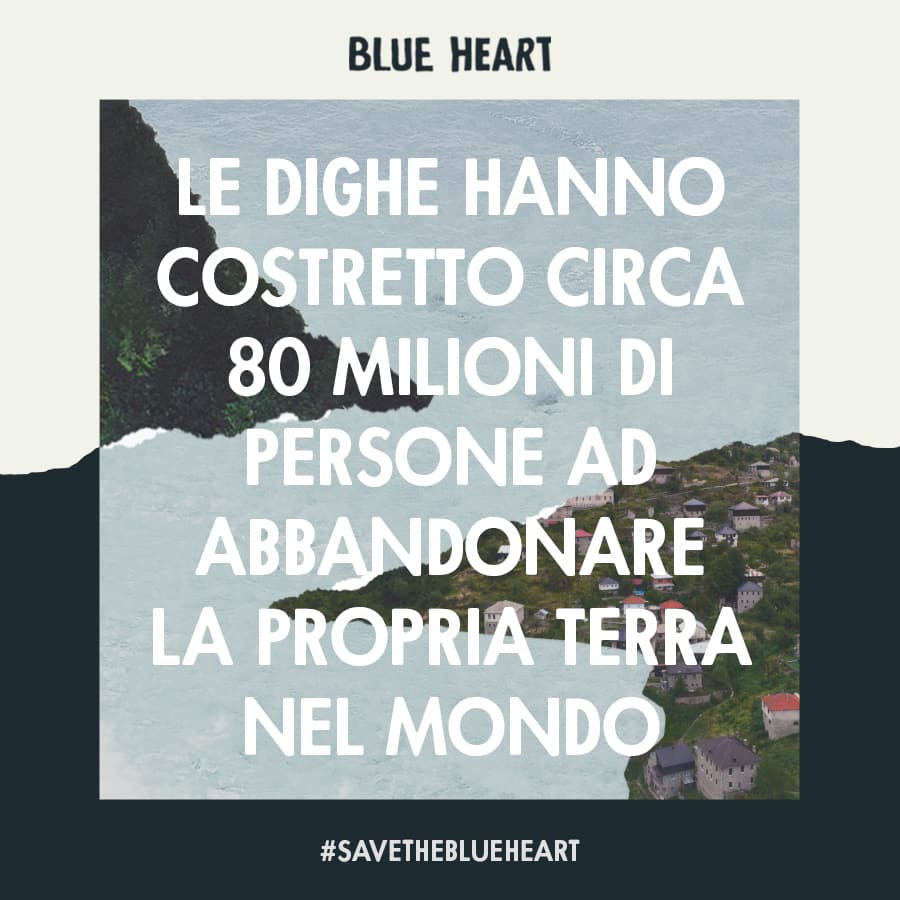 BLUE HEART
LE DIGHE HANNO
COSTRETTO CIRCA
80 MILIONI DI
PERSONE AD
ABBANDONARE
LA PROPRIA TERRA
NEL MONDO
#SAVETHEBLUEHEART